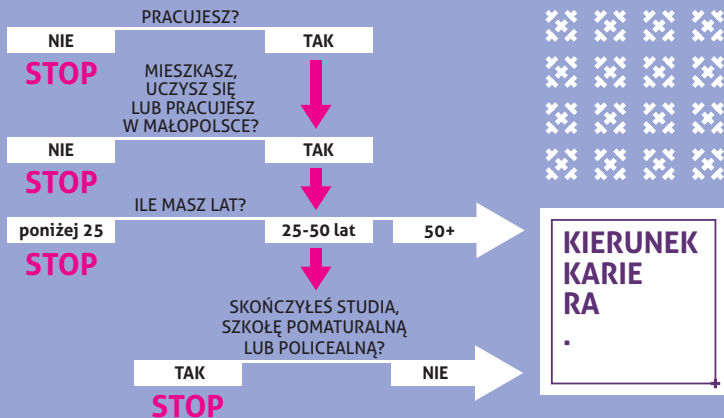 PRACUJESZ?
NIE TAK
STOP
MIESZKASZ,
UCZYSZ SIĘ
LUB PRACUJESZ
W MAŁOPOLSCE?
NIE TAK
STOP
ILE MASZ LAT?
poniżej 25 25-50 lat 50+
STOP
SKOŃCZYŁEŚ STUDIA,
SZKOŁĘ POMATURALNĄ
LUB POLICEALNĄ?
TAK NIE
STOP
KIERUNEK
KARIE
RA
.